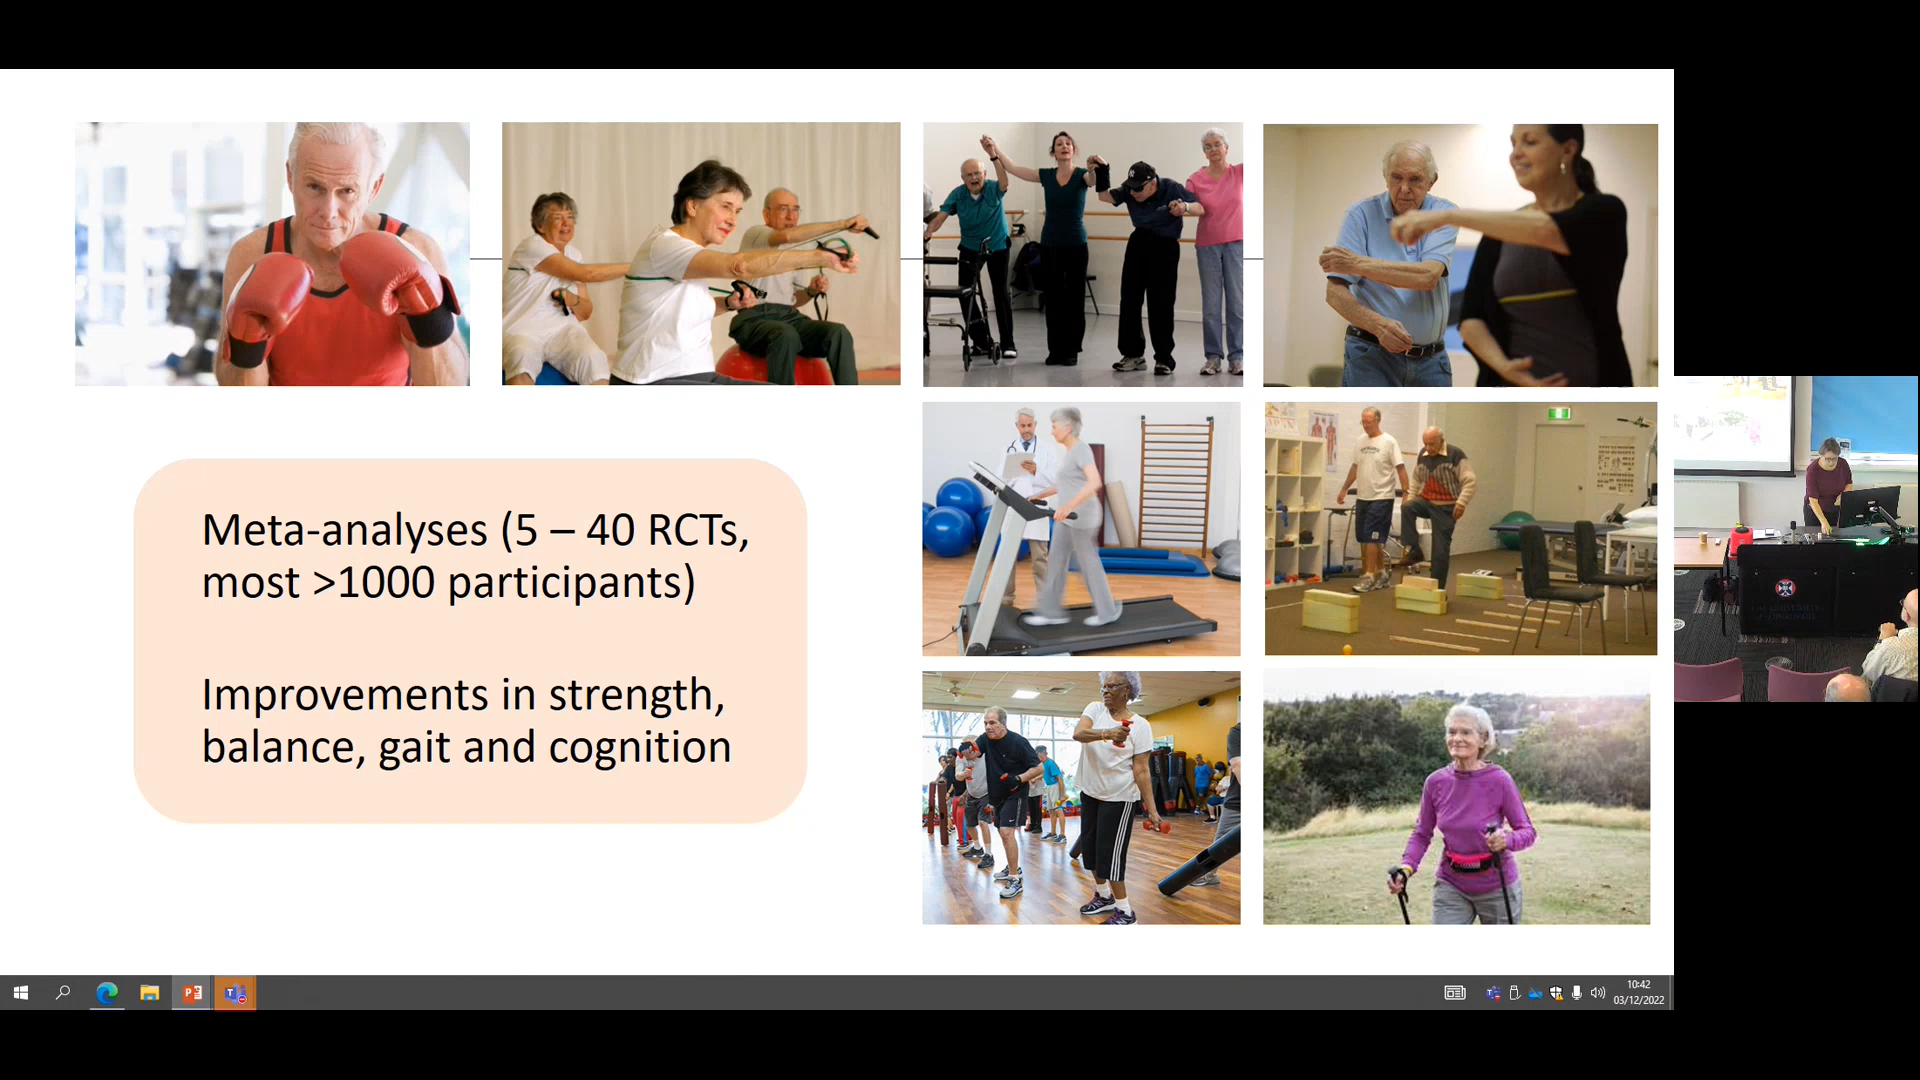 Meta-analyses (5 – 40 RCTs,
most >1000 participants)
Improvements in strength,
balance, gait and cognition
10:42
03/12/2022